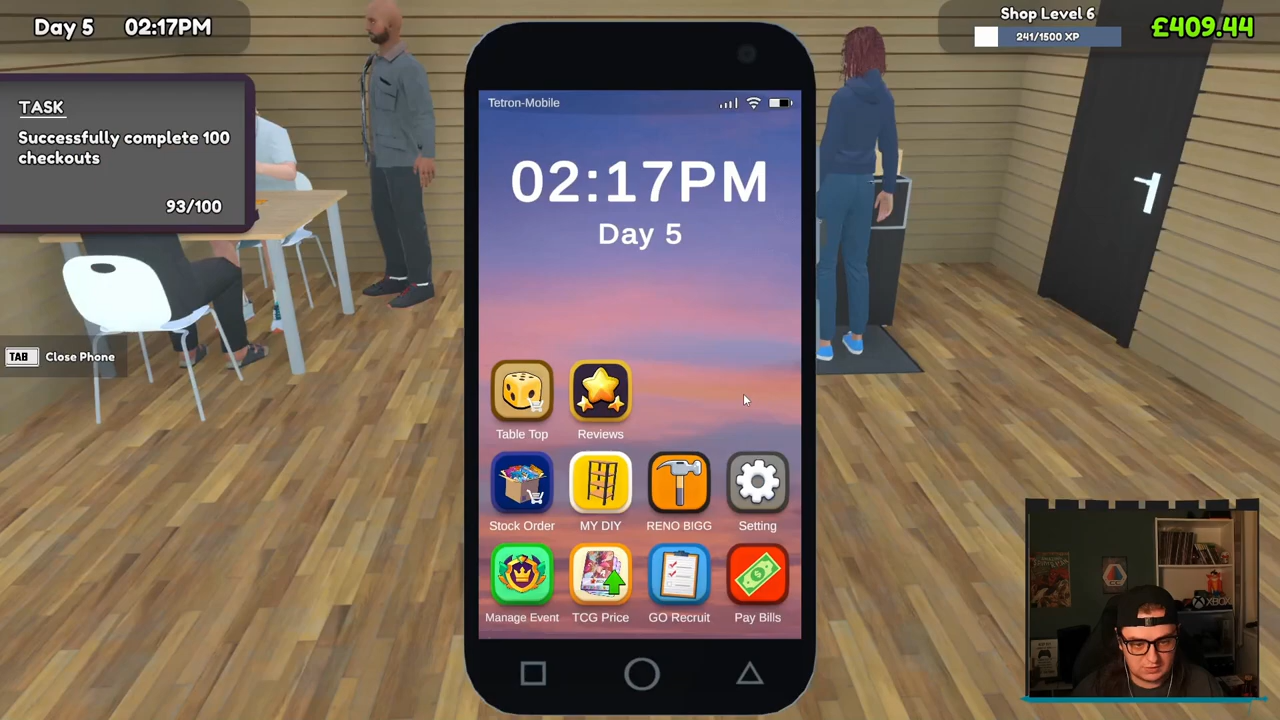 Day 5 02:17PM
Shop Level 6
241/1500 XP
£409.44
TASK
Successfully complete 100
checkouts
93/100
TAB Close Phone
Tetron-Mobile
02:17PM
Day 5
Table Top Reviews
Stock Order MY DIY RENO BIGG Setting
Manage Event TCG Price GO Recruit Pay Bills
XBOX